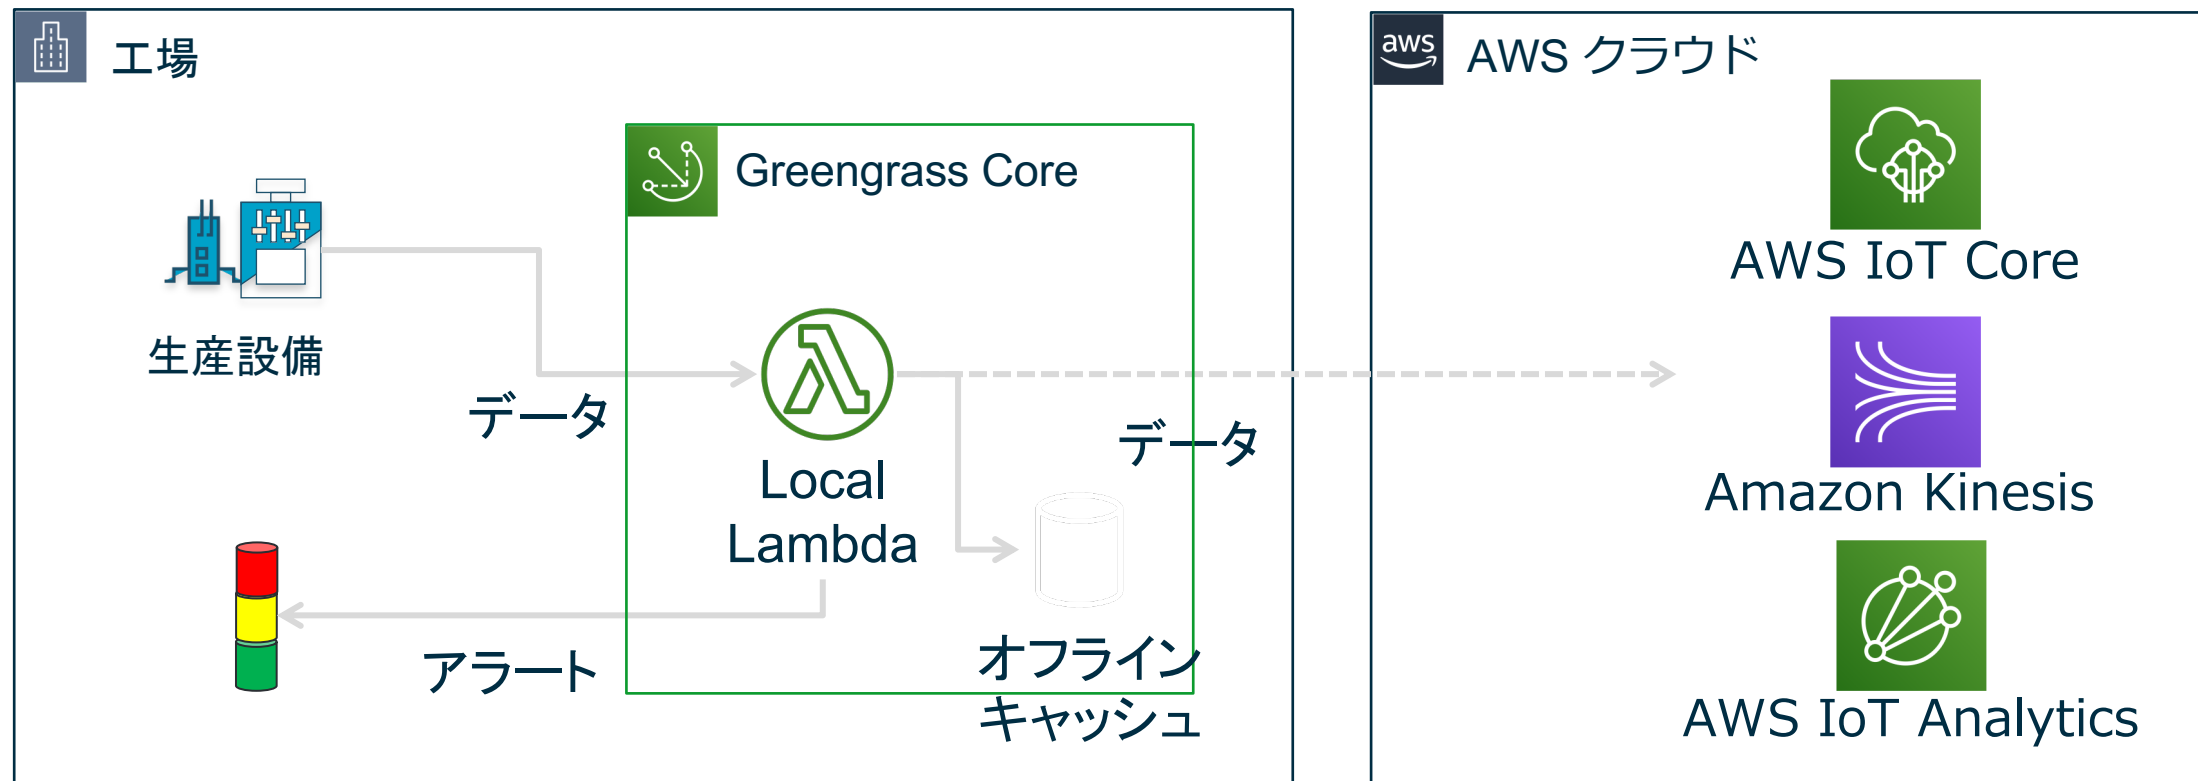 工場
Greengrass Core
生産設備
データ
Local
Lambda
データ
アラート
オフライン
キャッシュ
aws
AWS クラウド
AWS IoT Core
Amazon Kinesis
AWS IoT Analytics